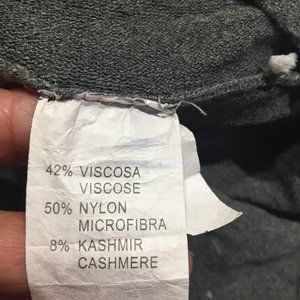 42% VISCOSA
VISCOSE
50% NYLON
MICROFIBRA
8% KASHMIR
CASHMERE